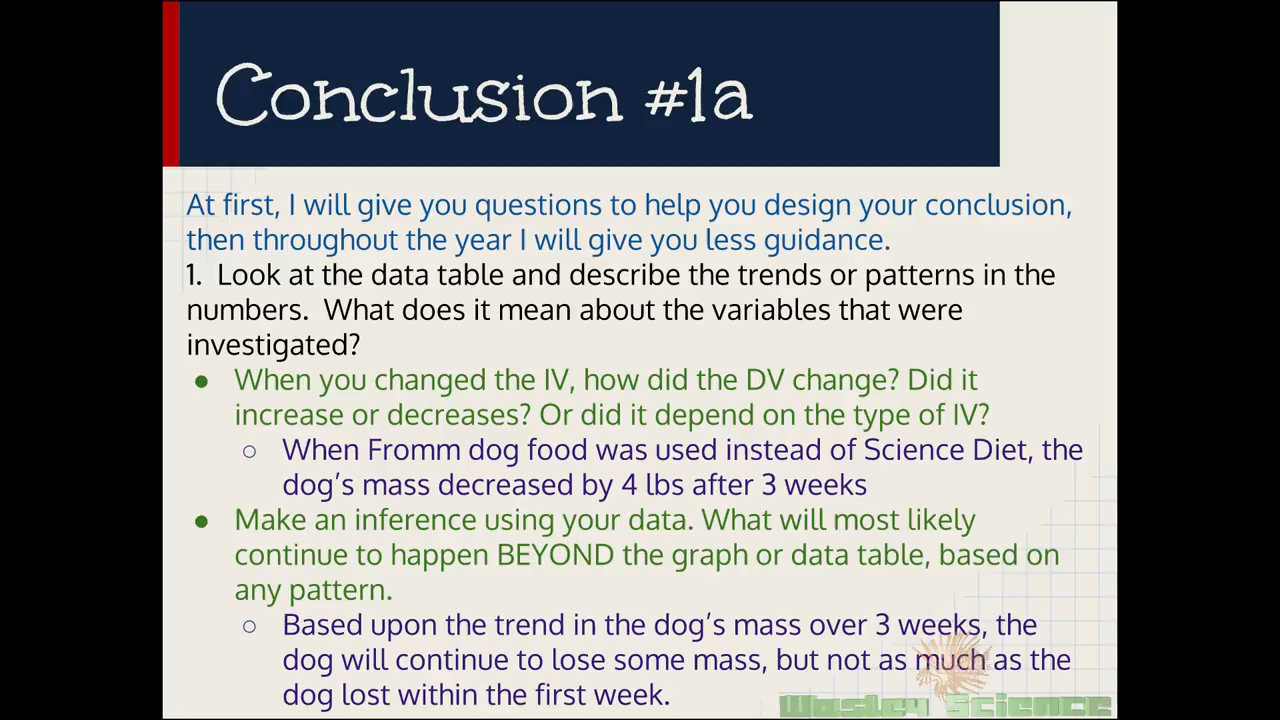 Conclusion #1a
At first, I will give you questions to help you design your conclusion,
then throughout the year I will give you less guidance.
1.  Look at the data table and describe the trends or patterns in the
numbers.  What does it mean about the variables that were
investigated?
● When you changed the IV, how did the DV change? Did it
increase or decreases? Or did it depend on the type of IV?
○ When Fromm dog food was used instead of Science Diet, the
dog's mass decreased by 4 lbs after 3 weeks
● Make an inference using your data. What will most likely
continue to happen BEYOND the graph or data table, based on
any pattern.
○ Based upon the trend in the dog's mass over 3 weeks, the
dog will continue to lose some mass, but not as much as the
dog lost within the first week.
Wasley Science